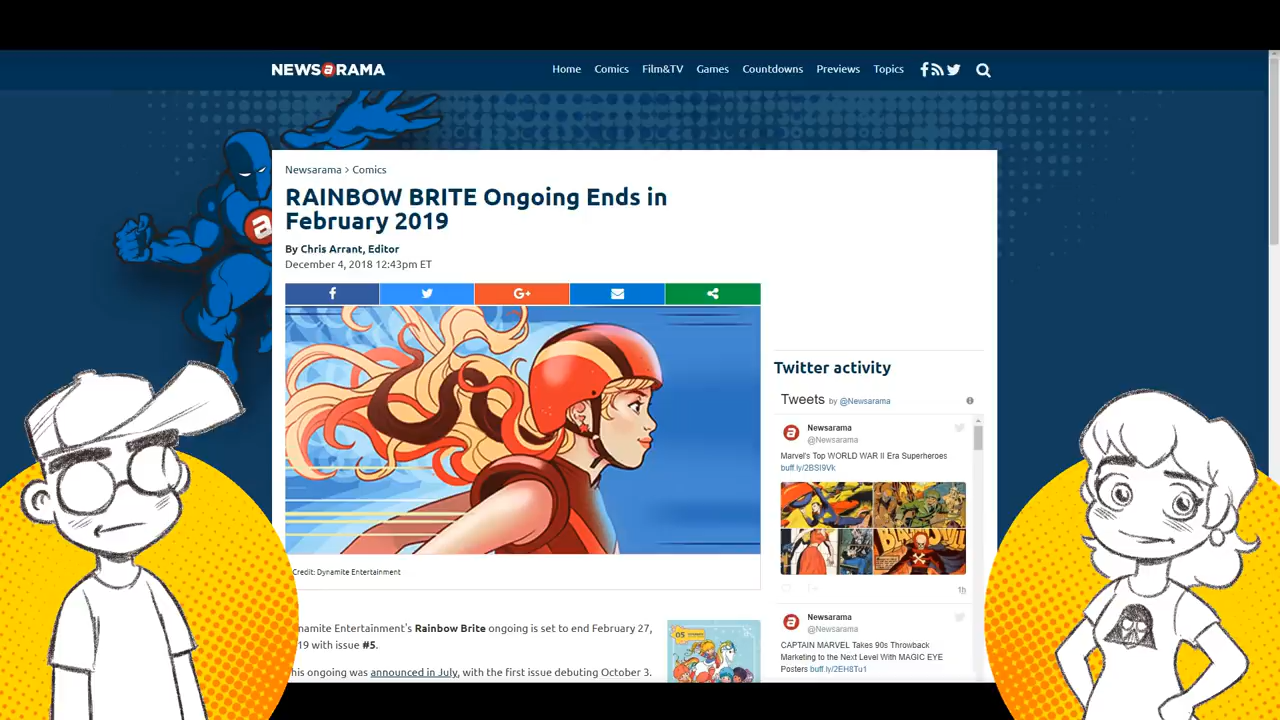 NEWSaRAMA
Home Comics Film&TV Games Countdowns Previews Topics
Newsarama > Comics
RAINBOW BRITE Ongoing Ends in
February 2019
By Chris Arrant, Editor
December 4, 2018 12:43pm ET
G+
Credit: Dynamite Entertainment
ynamite Entertainment's Rainbow Brite ongoing is set to end February 27,
19 with issue #5.
his ongoing was announced in July, with the first issue debuting October 3.
05
Twitter activity
Tweets by @Newsarama
Newsarama
@Newsarama
Marvel's Top WORLD WAR II Era Superheroes
buff.ly/2BSI9Vk
1h
Newsarama
@Newsarama
CAPTAIN MARVEL Takes 90s Throwback
Marketing to the Next Level With MAGIC EYE
Posters buff.ly/2EH8Tu1